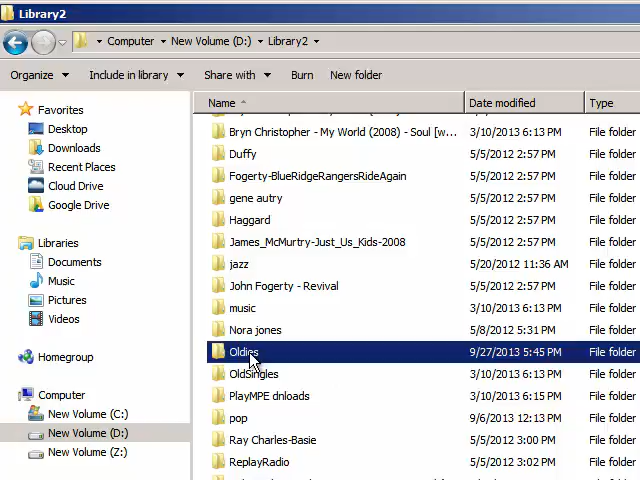 Library2
Computer New Volume (D:) Library2
Organize Include in library Share with Burn New folder
Name Date modified Type
Favorites
Desktop
Downloads
Recent Places
Cloud Drive
Google Drive
Libraries
Documents
Music
Pictures
Videos
Homegroup
Computer
New Volume (C:)
New Volume (D:)
New Volume (Z:)
Bryn Christopher - My World (2008) - Soul [w... 3/10/2013 6:13 PM File folder
Duffy 5/5/2012 2:57 PM File folder
Fogerty-BlueRidgeRangersRideAgain 5/5/2012 2:57 PM File folder
gene autry 5/5/2012 2:57 PM File folder
Haggard 5/5/2012 2:57 PM File folder
James_McMurtry-Just_Us_Kids-2008 5/5/2012 2:57 PM File folder
jazz 5/20/2012 11:36 AM File folder
John Fogerty - Revival 5/5/2012 2:57 PM File folder
music 3/10/2013 6:13 PM File folder
Nora jones 5/8/2012 5:31 PM File folder
Oldies 9/27/2013 5:45 PM File folder
OldSingles 3/10/2013 6:13 PM File folder
PlayMPE dnloads 3/10/2013 6:15 PM File folder
pop 9/6/2013 12:13 PM File folder
Ray Charles-Basie 5/5/2012 3:00 PM File folder
ReplayRadio 5/5/2012 3:02 PM File folder